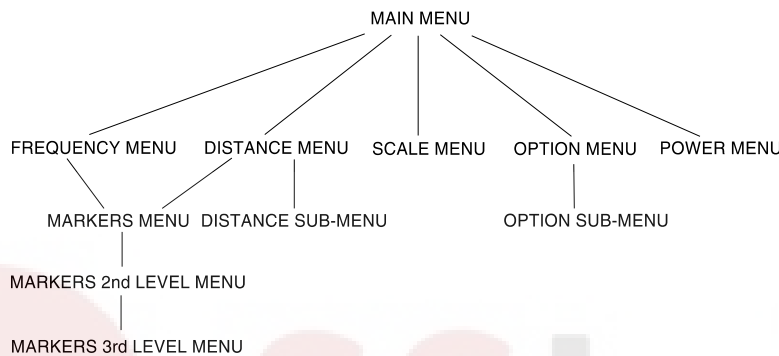 MAIN MENU
FREQUENCY MENU DISTANCE MENU SCALE MENU OPTION MENU POWER MENU
MARKERS MENU DISTANCE SUB-MENU OPTION SUB-MENU
MARKERS 2nd LEVEL MENU
MARKERS 3rd LEVEL MENU